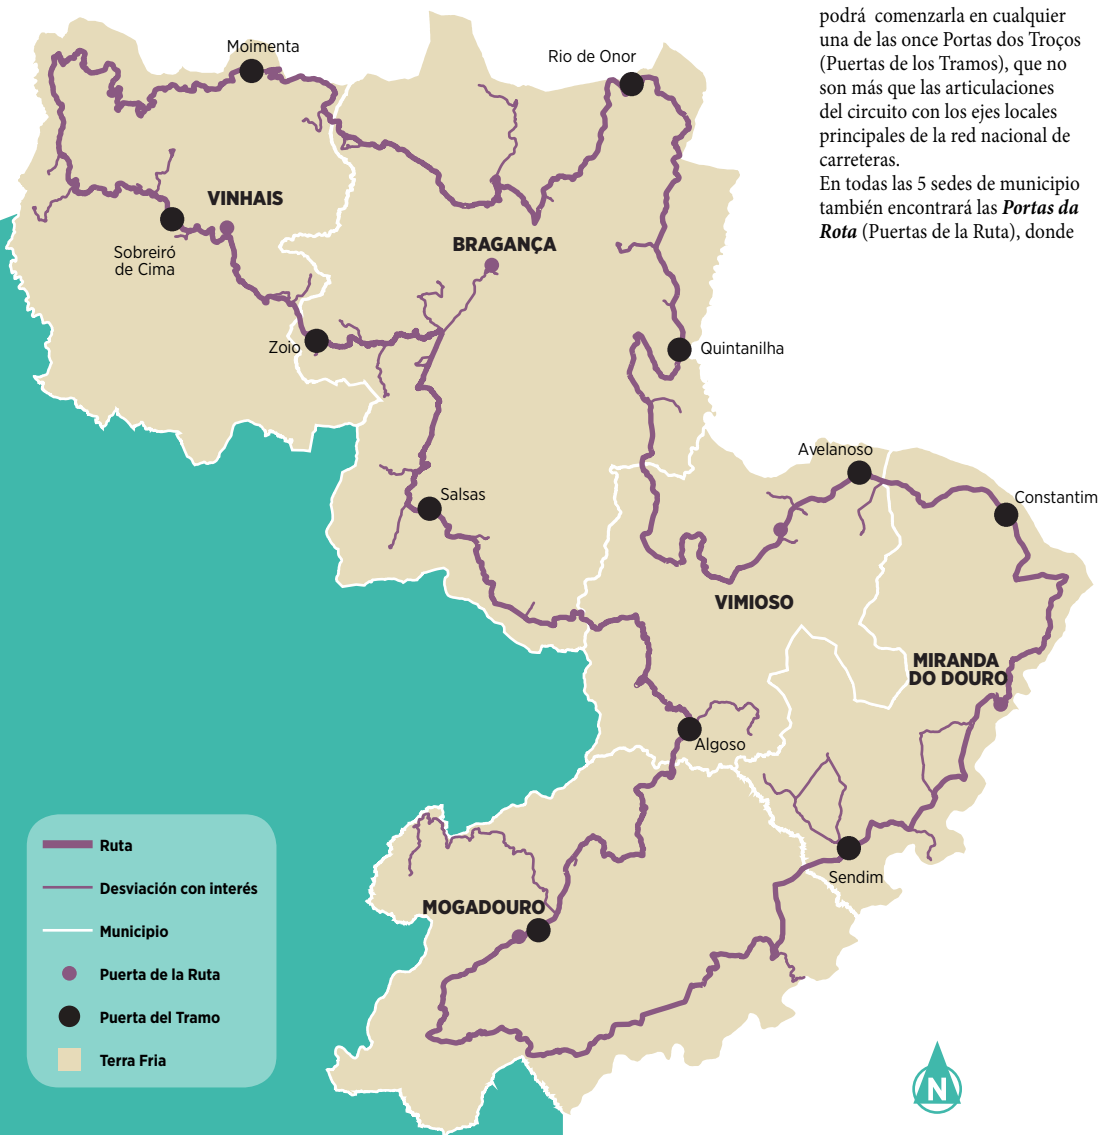 podrá comenzarla en cualquier
una de las once Portas dos Troços
(Puertas de los Tramos), que no
son más que las articulaciones
del circuito con los ejes locales
principales de la red nacional de
carreteras.
En todas las 5 sedes de municipio
también encontrará las Portas da
Rota (Puertas de la Ruta), donde
Moimenta
Rio de Onor
VINHAIS
BRAGANÇA
Sobreiró
de Cima
Zoio
Quintanilha
Avelanoso
Salsas
Constantim
VIMIOSO
MIRANDA
DO DOURO
Algoso
Sendim
MOGADOURO
Ruta
Desviación con interés
Municipio
Puerta de la Ruta
Puerta del Tramo
Terra Fria
N